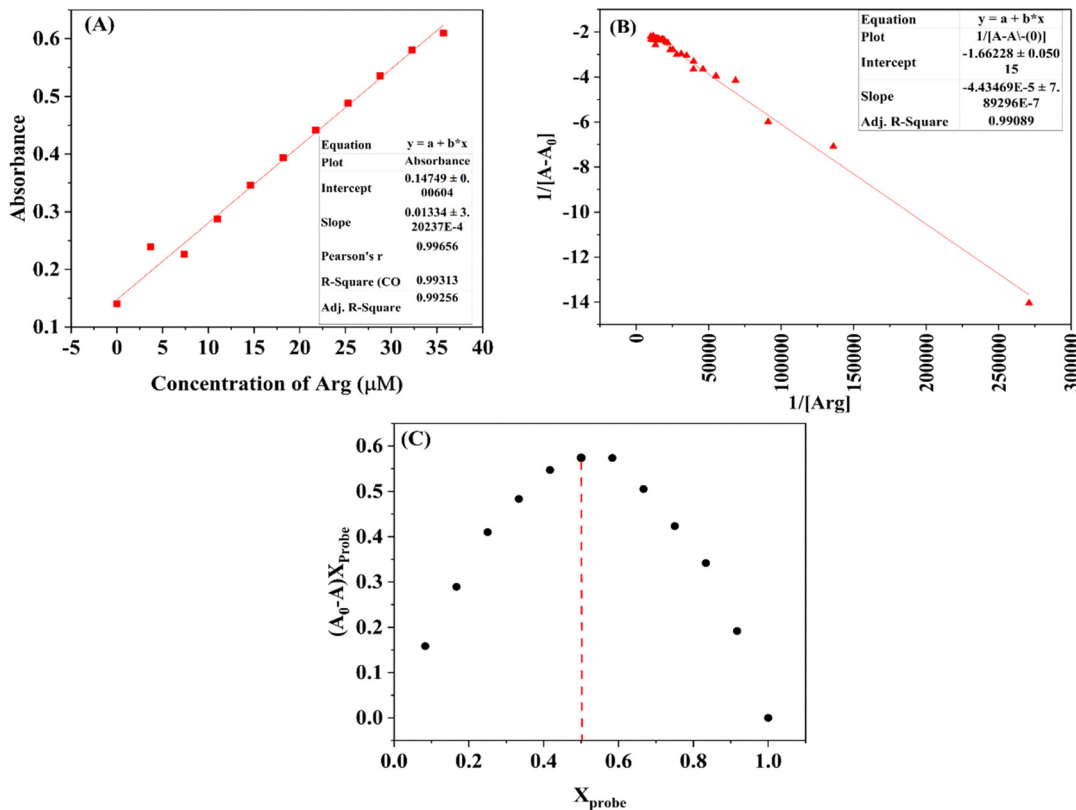 (A)
0.6
0.5
0.4
0.3
0.2
0.1
Absorbance
-5 0 5 10 15 20 25 30 35 40
Concentration of Arg (μM)
Equation y = a + b*x
Plot Absorbance
Intercept 0.14749 ± 0.
00604
Slope 0.01334 ± 3.
20237E-4
Pearson's r 0.99656
R-Square (CO 0.99313
Adj. R-Square 0.99256
(B)
-2
-4
-6
-8
-10
-12
-14
1/[A-A0]
0 500000 1000000 1500000 2000000 2500000 3000000
1/[Arg]
Equation y = a + b*x
Plot 1/[A-A\-(0)]
Intercept -1.66228 ± 0.050
15
Slope -4.43469E-5 ± 7.
89296E-7
Adj. R-Square 0.99089
(C)
0.6
0.5
0.4
0.3
0.2
0.1
0.0
(A0-A)XProbe
0.0 0.2 0.4 0.6 0.8 1.0
Xprobe